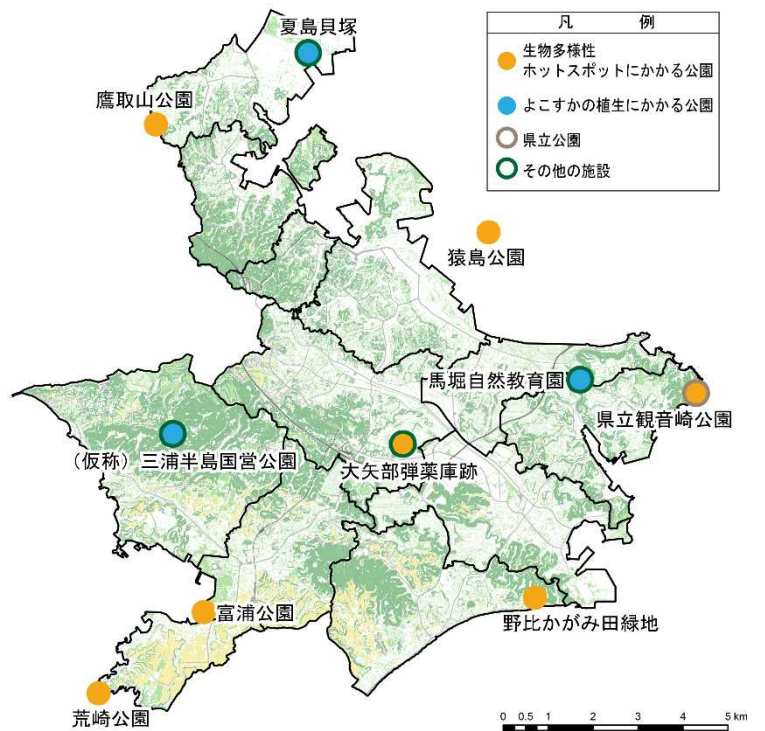 凡 例
生物多様性
ホットスポットにかかる公園
よこすかの植生にかかる公園
県立公園
その他の施設
夏島貝塚
鷹取山公園
猿島公園
馬堀自然教育園
県立観音崎公園
（仮称）三浦半島国営公園
大矢部弾薬庫跡
富浦公園
野比かがみ田緑地
荒崎公園
0 0.5 1 2 3 4 5 km